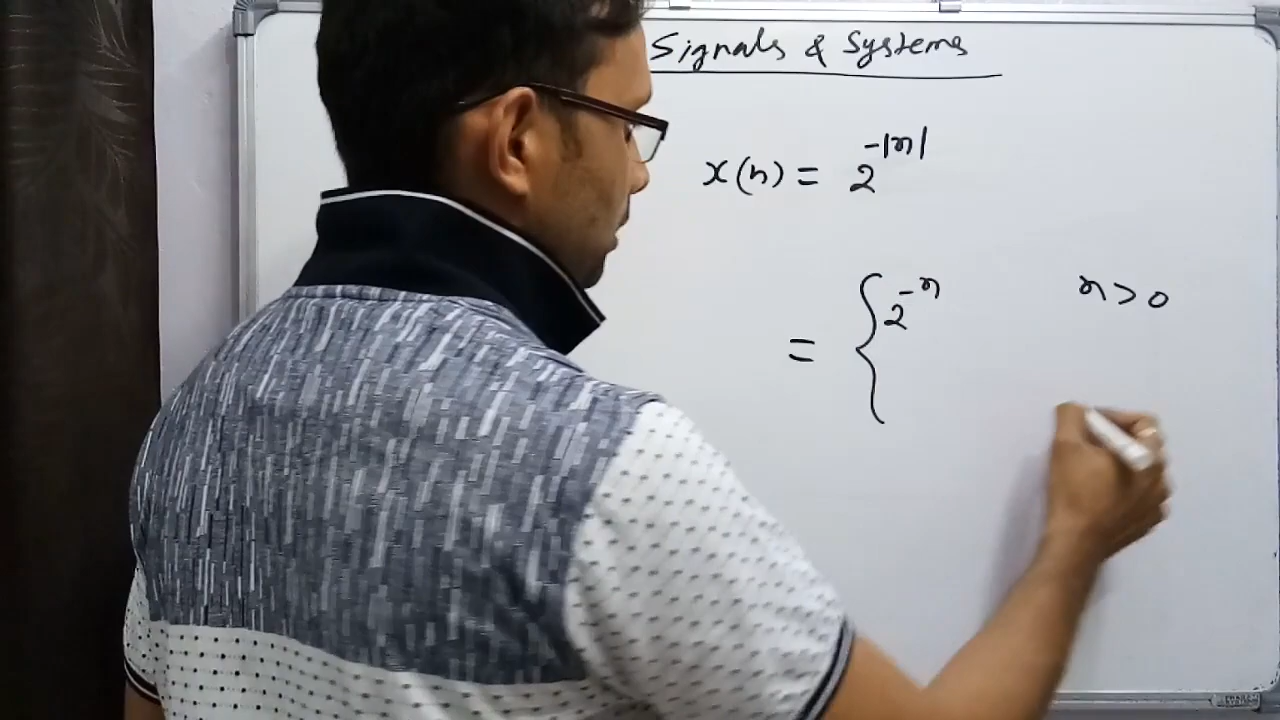 Signals & Systems
x(n) = 2^{-|n|}
= { 2^{-n} n > 0